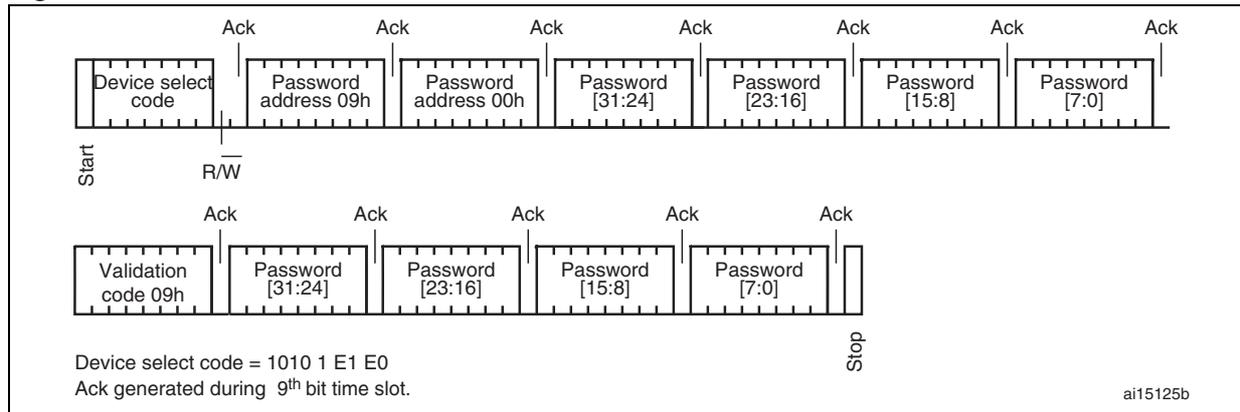 Ack Ack Ack Ack Ack Ack Ack
Device select code
Password address 09h
Password address 00h
Password [31:24]
Password [23:16]
Password [15:8]
Password [7:0]
Start
R/W̅
Ack Ack Ack Ack Ack
Validation code 09h
Password [31:24]
Password [23:16]
Password [15:8]
Password [7:0]
Stop
Device select code = 1010 1 E1 E0
Ack generated during 9th bit time slot.
ai15125b